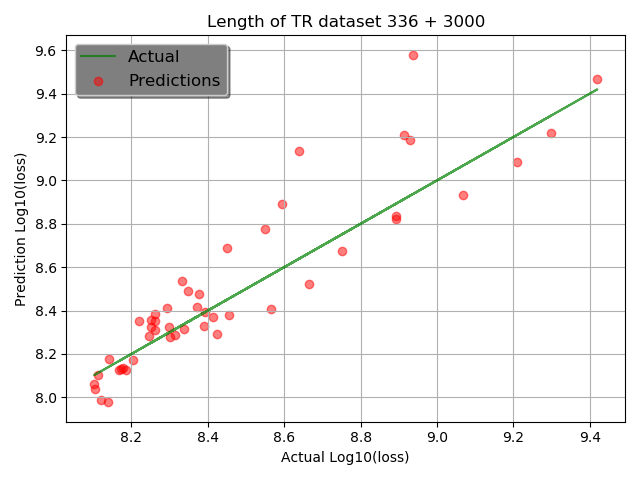 Length of TR dataset 336 + 3000
Actual
Predictions
9.6
9.4
9.2
9.0
8.8
8.6
8.4
8.2
8.0
Prediction Log10(loss)
8.2 8.4 8.6 8.8 9.0 9.2 9.4
Actual Log10(loss)